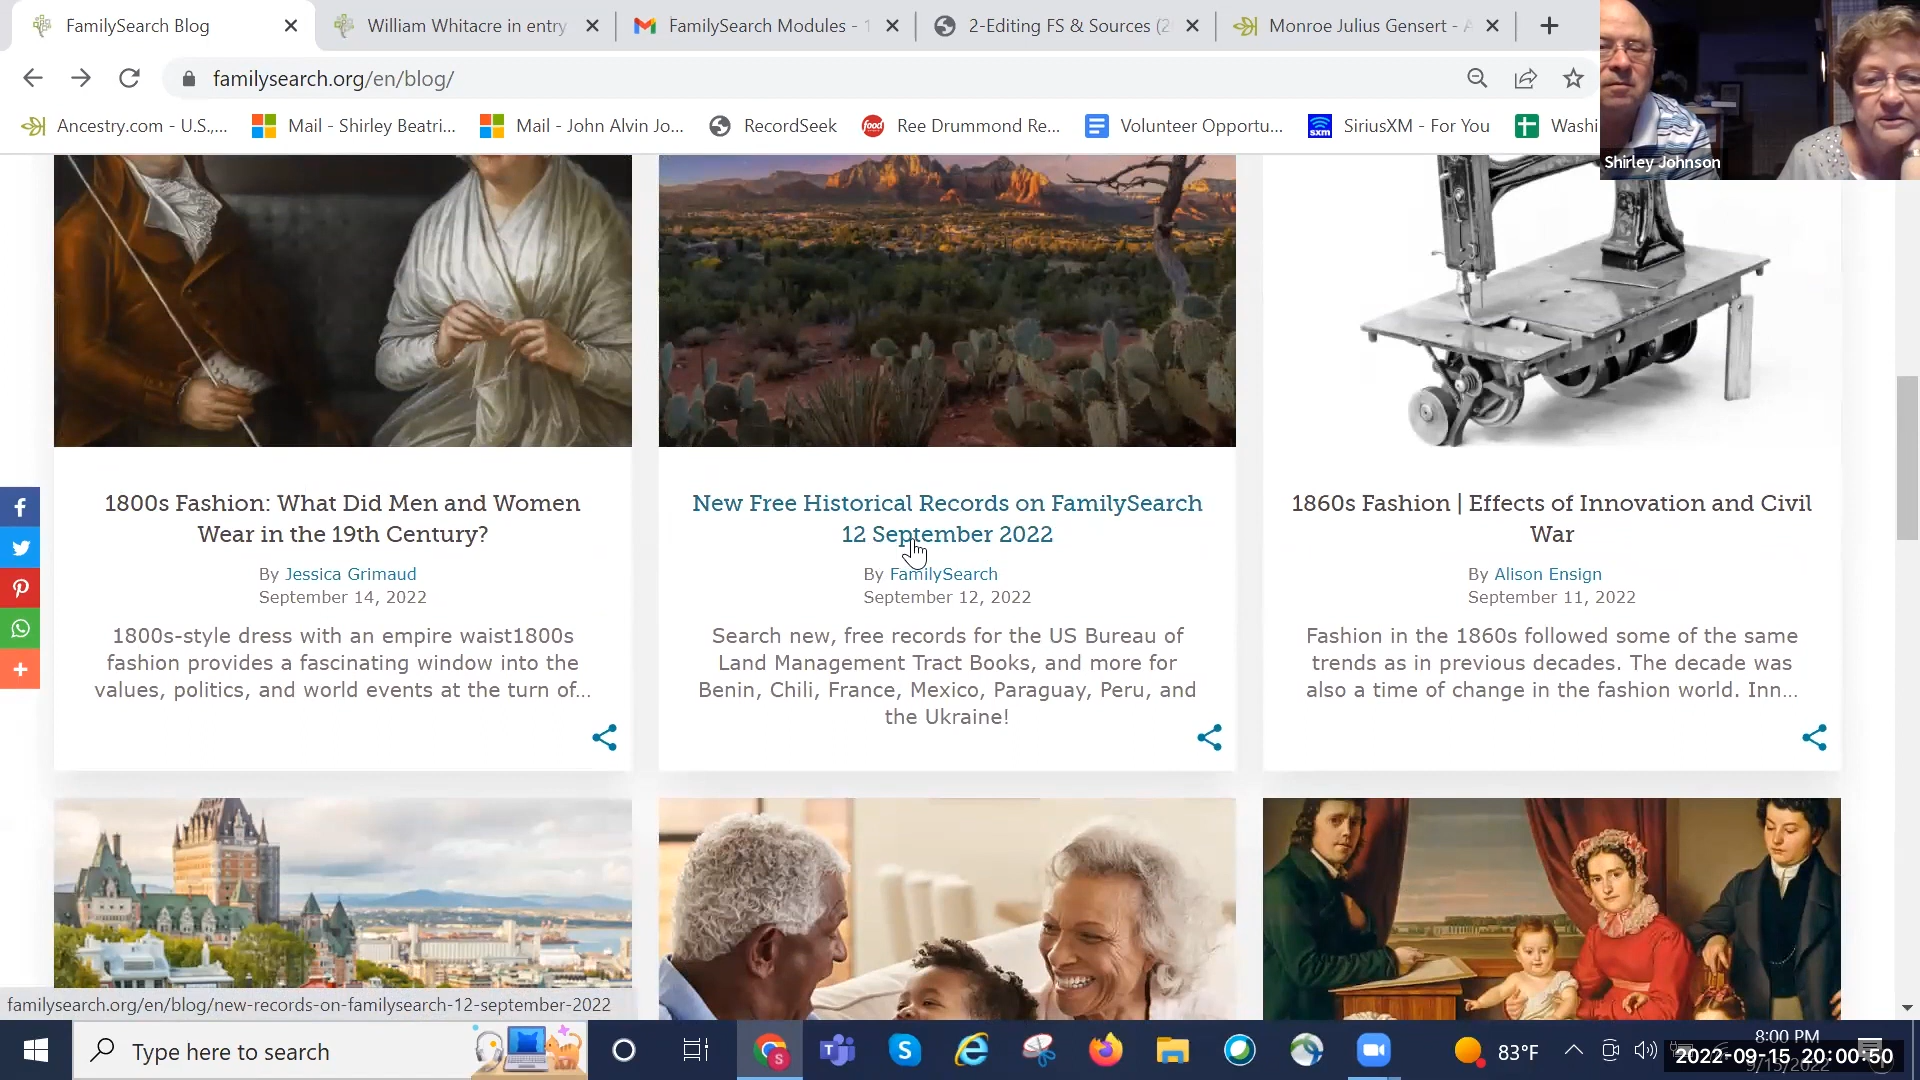 FamilySearch Blog
William Whitacre in entry
FamilySearch Modules - 1
2-Editing FS & Sources (2
Monroe Julius Gensert - A
familysearch.org/en/blog/
Ancestry.com - U.S.,...
Mail - Shirley Beatri...
Mail - John Alvin Jo...
RecordSeek
food
Ree Drummond Re...
Volunteer Opportu...
sxm
SiriusXM - For You
Washi
Shirley Johnson
1800s Fashion: What Did Men and Women
Wear in the 19th Century?
By Jessica Grimaud
September 14, 2022
1800s-style dress with an empire waist1800s
fashion provides a fascinating window into the
values, politics, and world events at the turn of...
New Free Historical Records on FamilySearch
12 September 2022
By FamilySearch
September 12, 2022
Search new, free records for the US Bureau of
Land Management Tract Books, and more for
Benin, Chili, France, Mexico, Paraguay, Peru, and
the Ukraine!
1860s Fashion | Effects of Innovation and Civil
War
By Alison Ensign
September 11, 2022
Fashion in the 1860s followed some of the same
trends as in previous decades. The decade was
also a time of change in the fashion world. Inn...
familysearch.org/en/blog/new-records-on-familysearch-12-september-2022
Type here to search
S
83°F
8:00 PM
9/15/2022
2022-09-15 20:00:50